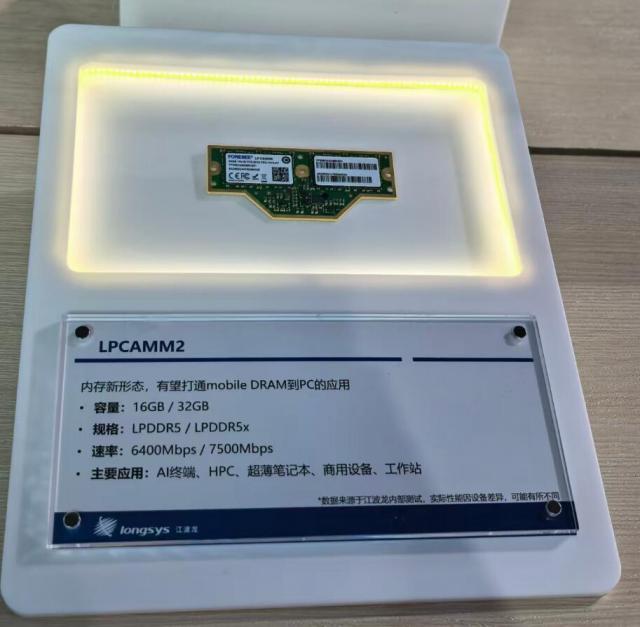 FORESEE LPCAMM2
LPCAMM2
内存新形态，有望打通mobile DRAM到PC的应用
• 容量：16GB / 32GB
• 规格：LPDDR5 / LPDDR5x
• 速率：6400Mbps / 7500Mbps
• 主要应用：AI终端、HPC、超薄笔记本、商用设备、工作站
*数据来源于江波龙内部测试，实际性能因设备差异，可能有所不同
longsys 江波龙